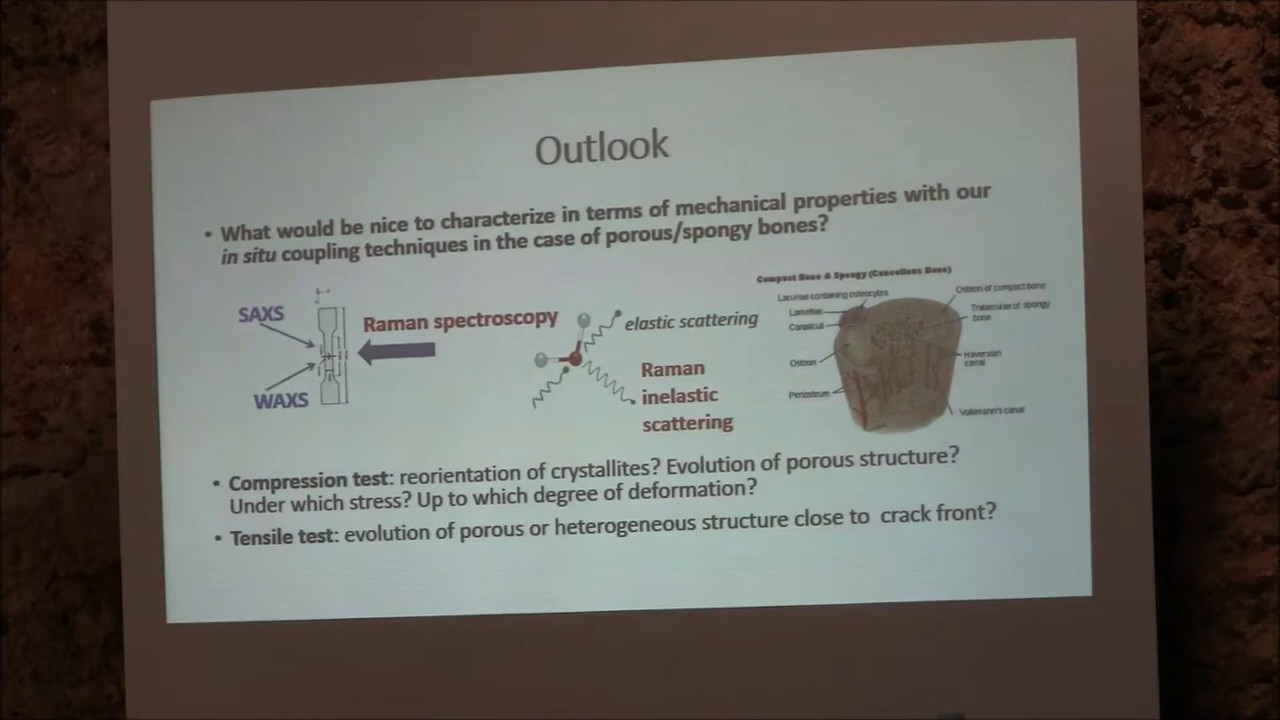 Outlook
• What would be nice to characterize in terms of mechanical properties with our
in situ coupling techniques in the case of porous/spongy bones?
Compact Bone & Spongy (Cancellous Bone)
Lacunae containing osteocytes
Lamellae
Canaliculi
Osteon
Periosteum
Osteon of compact bone
Trabeculae of spongy
bone
Haversian
canal
Volkmann's canal
SAXS
WAXS
Raman spectroscopy
elastic scattering
Raman
inelastic
scattering
• Compression test: reorientation of crystallites? Evolution of porous structure?
Under which stress? Up to which degree of deformation?
• Tensile test: evolution of porous or heterogeneous structure close to crack front?